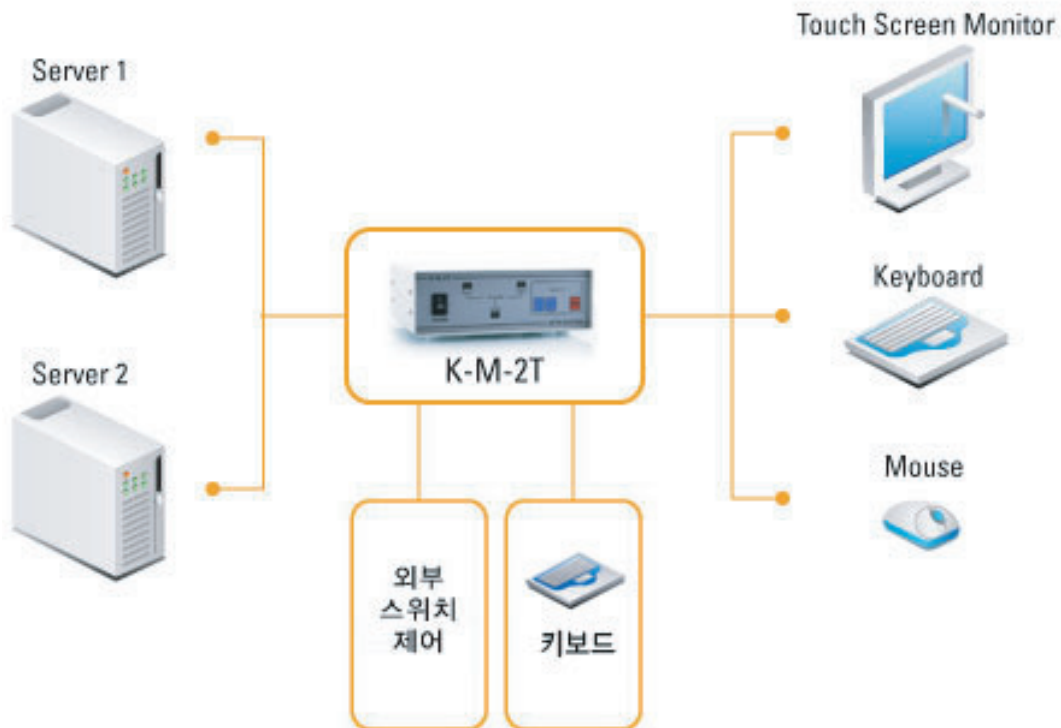 Touch Screen Monitor
Server 1
Keyboard
K-M-2T
Server 2
Mouse
외부
스위치
제어
키보드